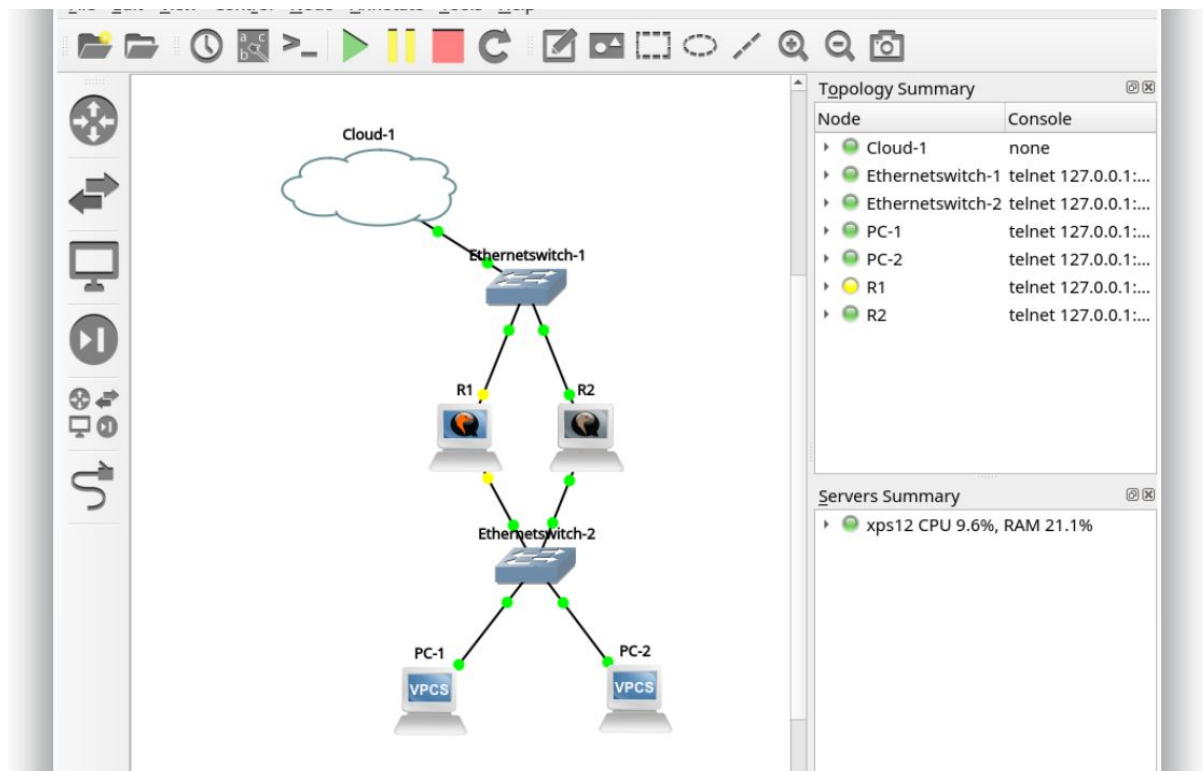 Topology Summary
Node Console
Cloud-1 none
Ethernetswitch-1 telnet 127.0.0.1:...
Ethernetswitch-2 telnet 127.0.0.1:...
PC-1 telnet 127.0.0.1:...
PC-2 telnet 127.0.0.1:...
R1 telnet 127.0.0.1:...
R2 telnet 127.0.0.1:...
Servers Summary
xps12 CPU 9.6%, RAM 21.1%
Cloud-1
Ethernetswitch-1
R1 R2
Ethernetswitch-2
PC-1 PC-2
VPCS VPCS